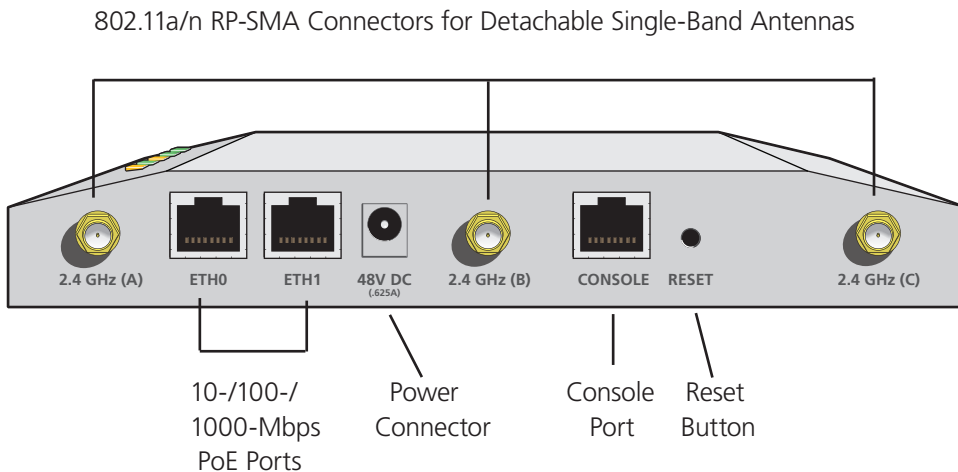 802.11a/n RP-SMA Connectors for Detachable Single-Band Antennas
2.4 GHz (A)
ETH0
ETH1
48V DC
(.625A)
2.4 GHz (B)
CONSOLE
RESET
2.4 GHz (C)
10-/100-/
1000-Mbps
PoE Ports
Power
Connector
Console
Port
Reset
Button